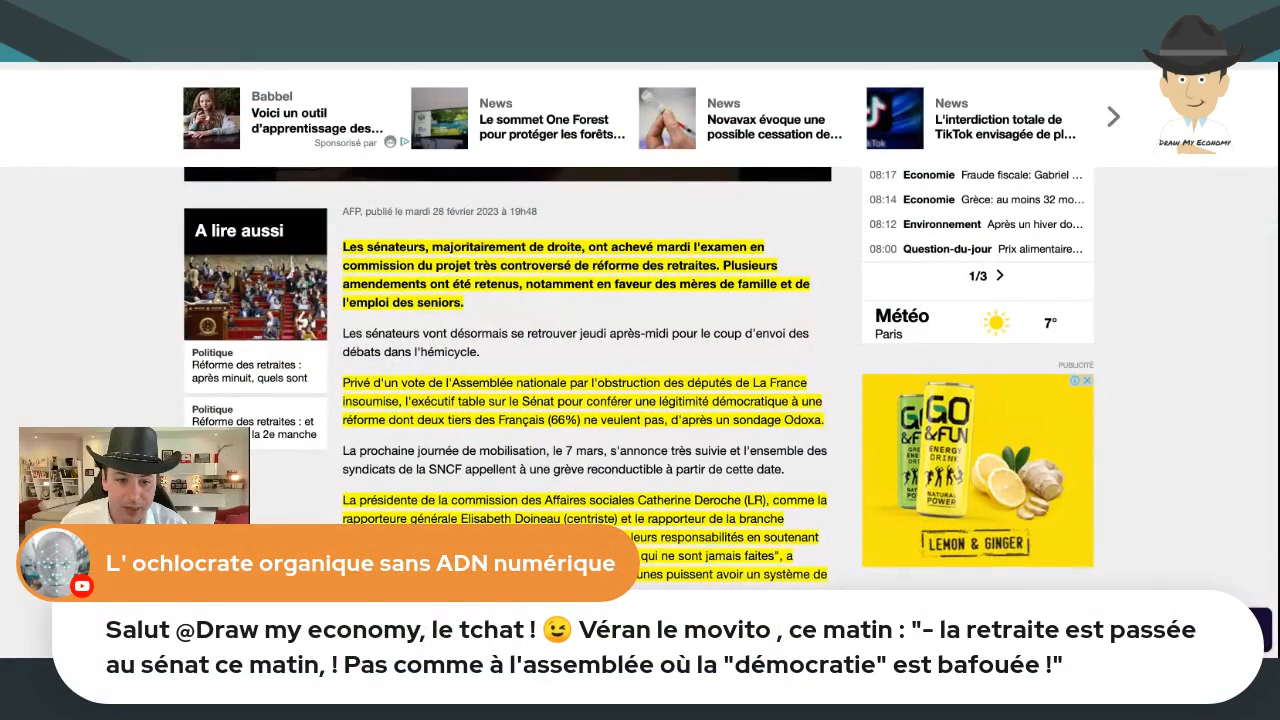 Babbel
Voici un outil
d'apprentissage des...
Sponsorisé par
News
Le sommet One Forest
pour protéger les forêts...
News
Novavax évoque une
possible cessation de...
News
L'interdiction totale de
TikTok envisagée de pl...
DRAW MY ECONOMY
A lire aussi
Politique
Réforme des retraites :
après minuit, quels sont
Politique
Réforme des retraites : et
la 2e manche
AFP, publié le mardi 28 février 2023 à 19h48
Les sénateurs, majoritairement de droite, ont achevé mardi l'examen en
commission du projet très controversé de réforme des retraites. Plusieurs
amendements ont été retenus, notamment en faveur des mères de famille et de
l'emploi des seniors.
Les sénateurs vont désormais se retrouver jeudi après-midi pour le coup d'envoi des
débats dans l'hémicycle.
Privé d'un vote de l'Assemblée nationale par l'obstruction des députés de La France
insoumise, l'exécutif table sur le Sénat pour conférer une légitimité démocratique à une
réforme dont deux tiers des Français (66%) ne veulent pas, d'après un sondage Odoxa.
La prochaine journée de mobilisation, le 7 mars, s'annonce très suivie et l'ensemble des
syndicats de la SNCF appellent à une grève reconductible à partir de cette date.
La présidente de la commission des Affaires sociales Catherine Deroche (LR), comme la
rapporteure générale Elisabeth Doineau (centriste) et le rapporteur de la branche
leurs responsabilités en soutenant
qui ne sont jamais faites", a
unes puissent avoir un système de
08:17 Economie Fraude fiscale: Gabriel ...
08:14 Economie Grèce: au moins 32 mo...
08:12 Environnement Après un hiver do...
08:00 Question-du-jour Prix alimentaire...
1/3
Météo
Paris
7°
PUBLICITÉ
GO
&FUN
ENERGY
DRINK
NATURAL
POWER
LEMON & GINGER
L' ochlocrate organique sans ADN numérique
Salut @Draw my economy, le tchat ! 😉 Véran le movito , ce matin : "- la retraite est passée
au sénat ce matin, ! Pas comme à l'assemblée où la "démocratie" est bafouée !"